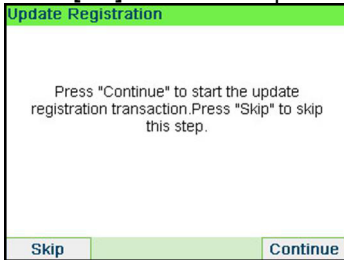 Update Registration
Press "Continue" to start the update
registration transaction.Press "Skip" to skip
this step.
Skip
Continue